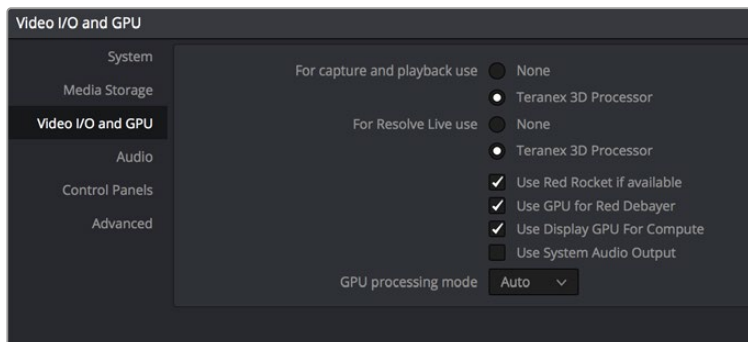 Video I/O and GPU
System
Media Storage
Video I/O and GPU
Audio
Control Panels
Advanced
For capture and playback use None
Teranex 3D Processor
For Resolve Live use None
Teranex 3D Processor
Use Red Rocket if available
Use GPU for Red Debayer
Use Display GPU For Compute
Use System Audio Output
GPU processing mode Auto